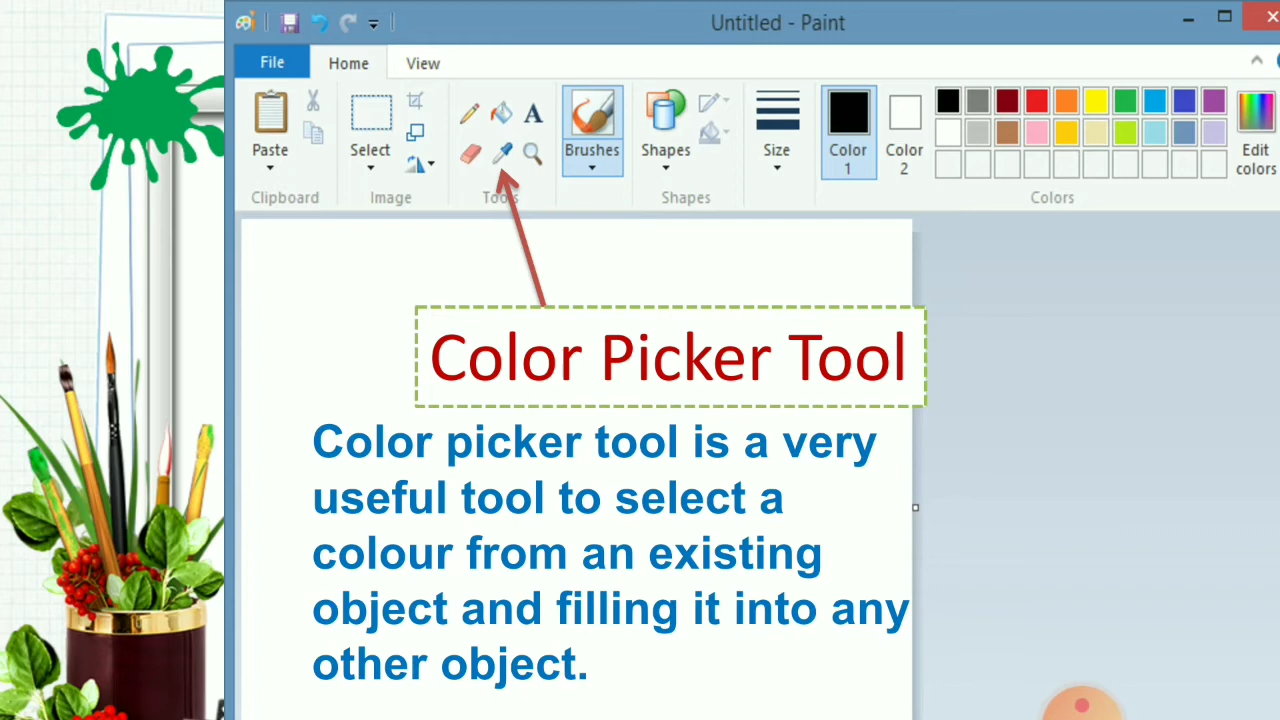 Untitled - Paint
File Home View
Paste
Select
A
Brushes
Shapes
Size
Color 1
Color 2
Edit colors
Clipboard
Image
Tools
Shapes
Colors
Color Picker Tool
Color picker tool is a very
useful tool to select a
colour from an existing
object and filling it into any
other object.